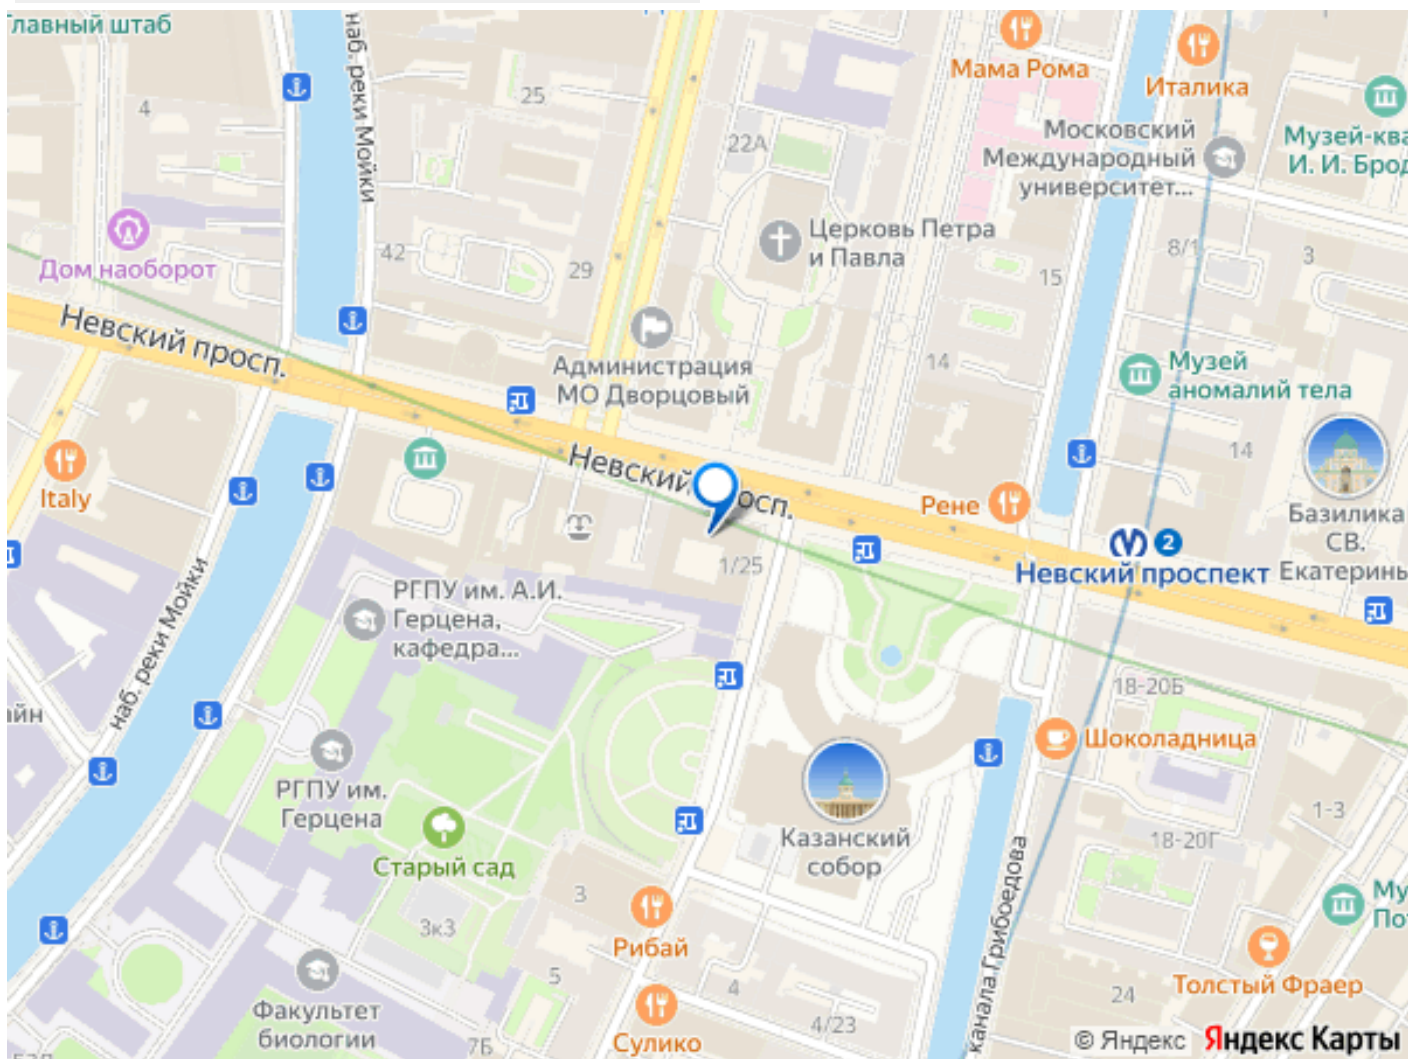 Главный штаб
наб. реки Мойки
Мама Рома
Италика
4
25
22А
Московский
Международный
университет...
Музей-ква
И. И. Брод
Дом наоборот
42
29
Церковь Петра
и Павла
8/1
3
15
Невский просп.
Администрация
МО Дворцовый
14
Музей
аномалий тела
14
Italy
Невский просп.
Рене
Базилика
СВ.
Екатерины
2
Невский проспект
1/25
наб. реки Мойки
РГПУ им. А.И.
Герцена,
кафедра...
айн
18-20Б
Шоколадница
РГПУ им.
Герцена
Старый сад
Казанский
собор
1-3
18-20Г
канала Грибоедова
3
3к3
Рибай
Му
Пот
Толстый Фраер
5
4
24
Факультет
биологии
7Б
Сулико
4/23
© Яндекс Яндекс Карты